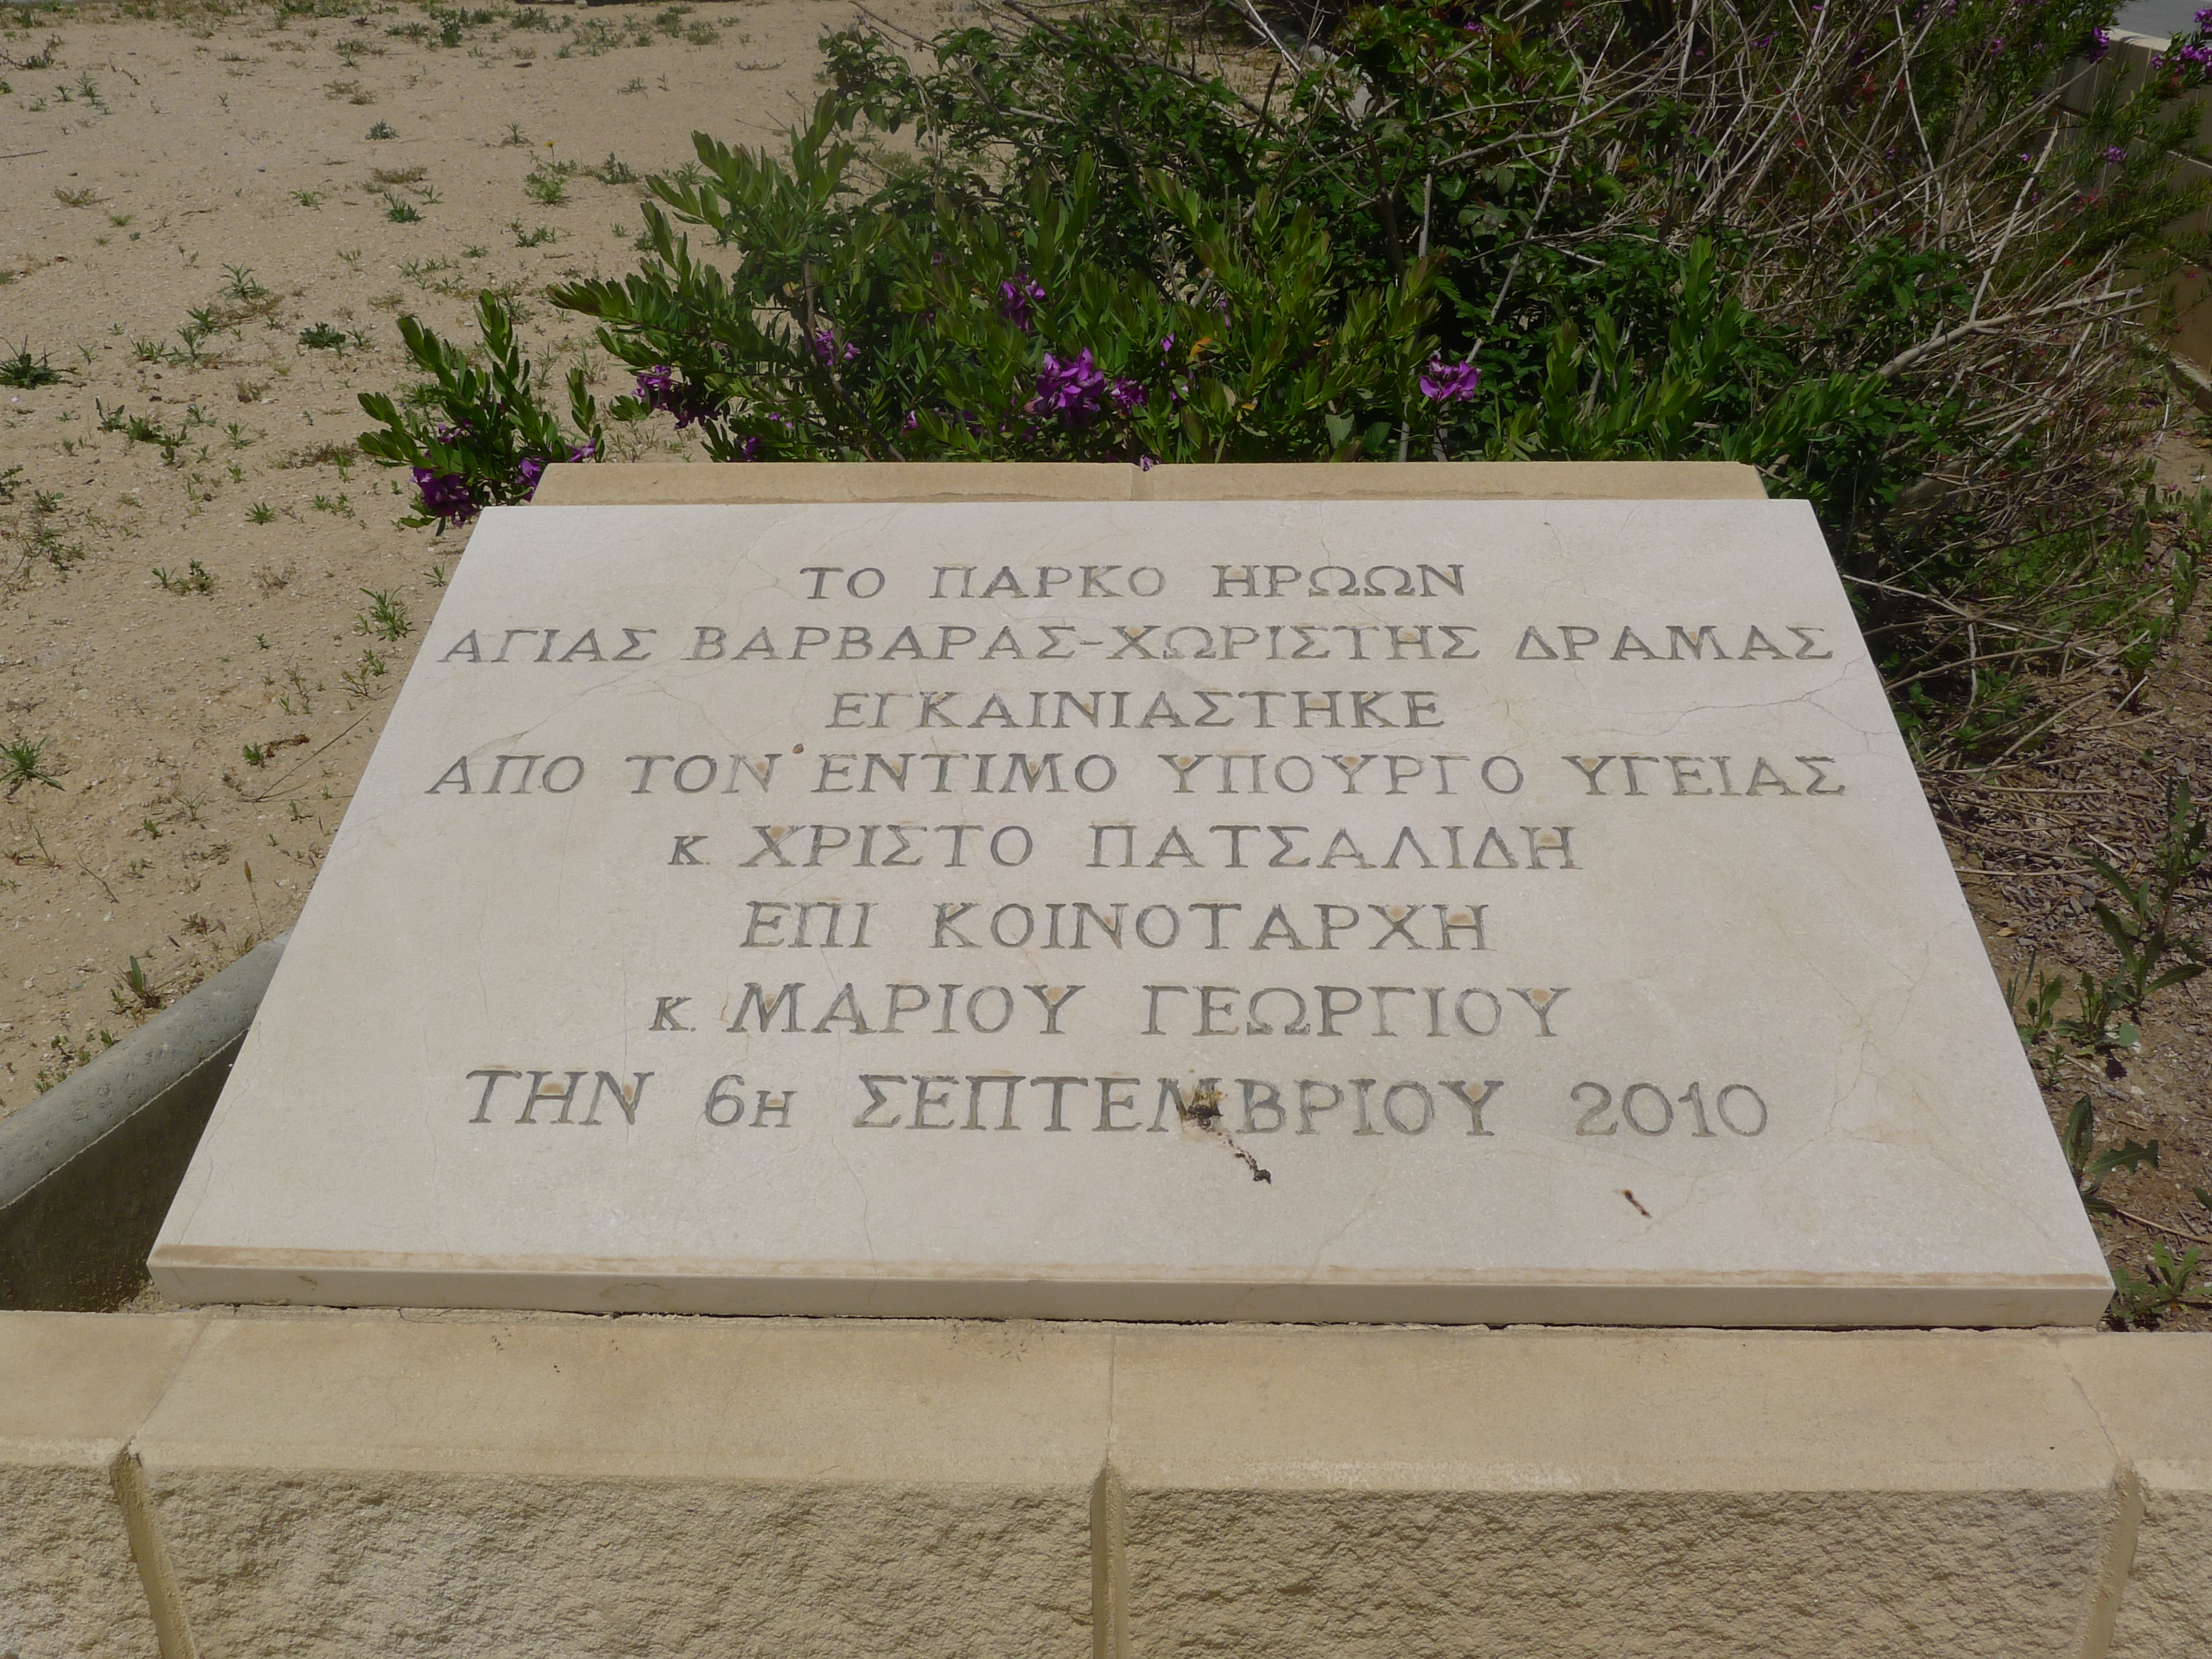 ΤΟ ΠΑΡΚΟ ΗΡΩΩΝ
ΑΓΙΑΣ ΒΑΡΒΑΡΑΣ-ΧΩΡΙΣΤΗΣ ΔΡΑΜΑΣ
ΕΓΚΑΙΝΙΑΣΤΗΚΕ
ΑΠΟ ΤΟΝ ΕΝΤΙΜΟ ΥΠΟΥΡΓΟ ΥΓΕΙΑΣ
κ. ΧΡΙΣΤΟ ΠΑΤΣΑΛΙΔΗ
ΕΠΙ ΚΟΙΝΟΤΑΡΧΗ
κ. ΜΑΡΙΟΥ ΓΕΩΡΓΙΟΥ
ΤΗΝ 6Η ΣΕΠΤΕΜΒΡΙΟΥ 2010